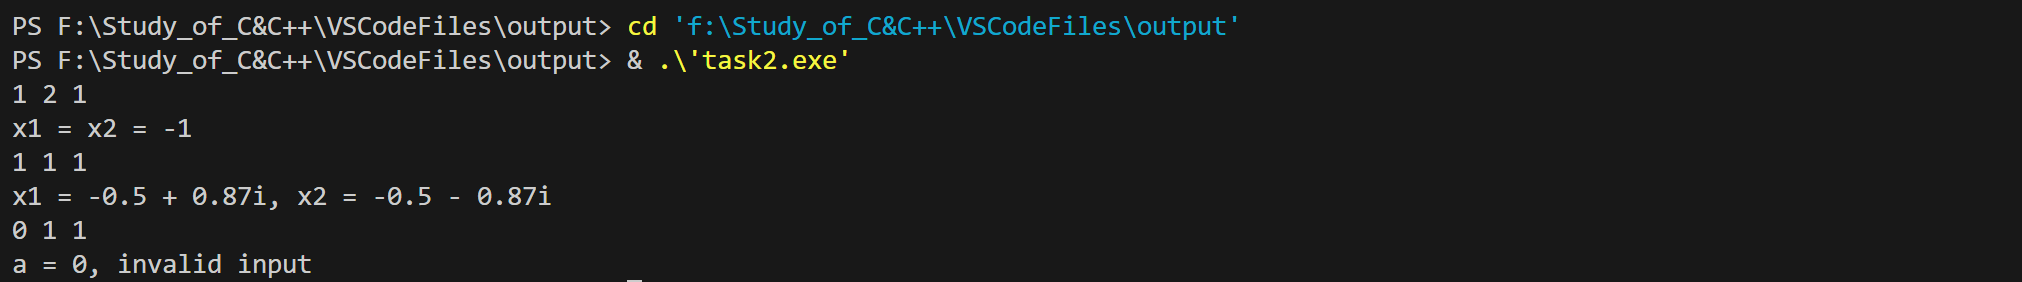 PS F:\Study_of_C&C++\VSCodeFiles\output> cd 'f:\Study_of_C&C++\VSCodeFiles\output'
PS F:\Study_of_C&C++\VSCodeFiles\output> & .\'task2.exe'
1 2 1
x1 = x2 = -1
1 1 1
x1 = -0.5 + 0.87i, x2 = -0.5 - 0.87i
0 1 1
a = 0, invalid input